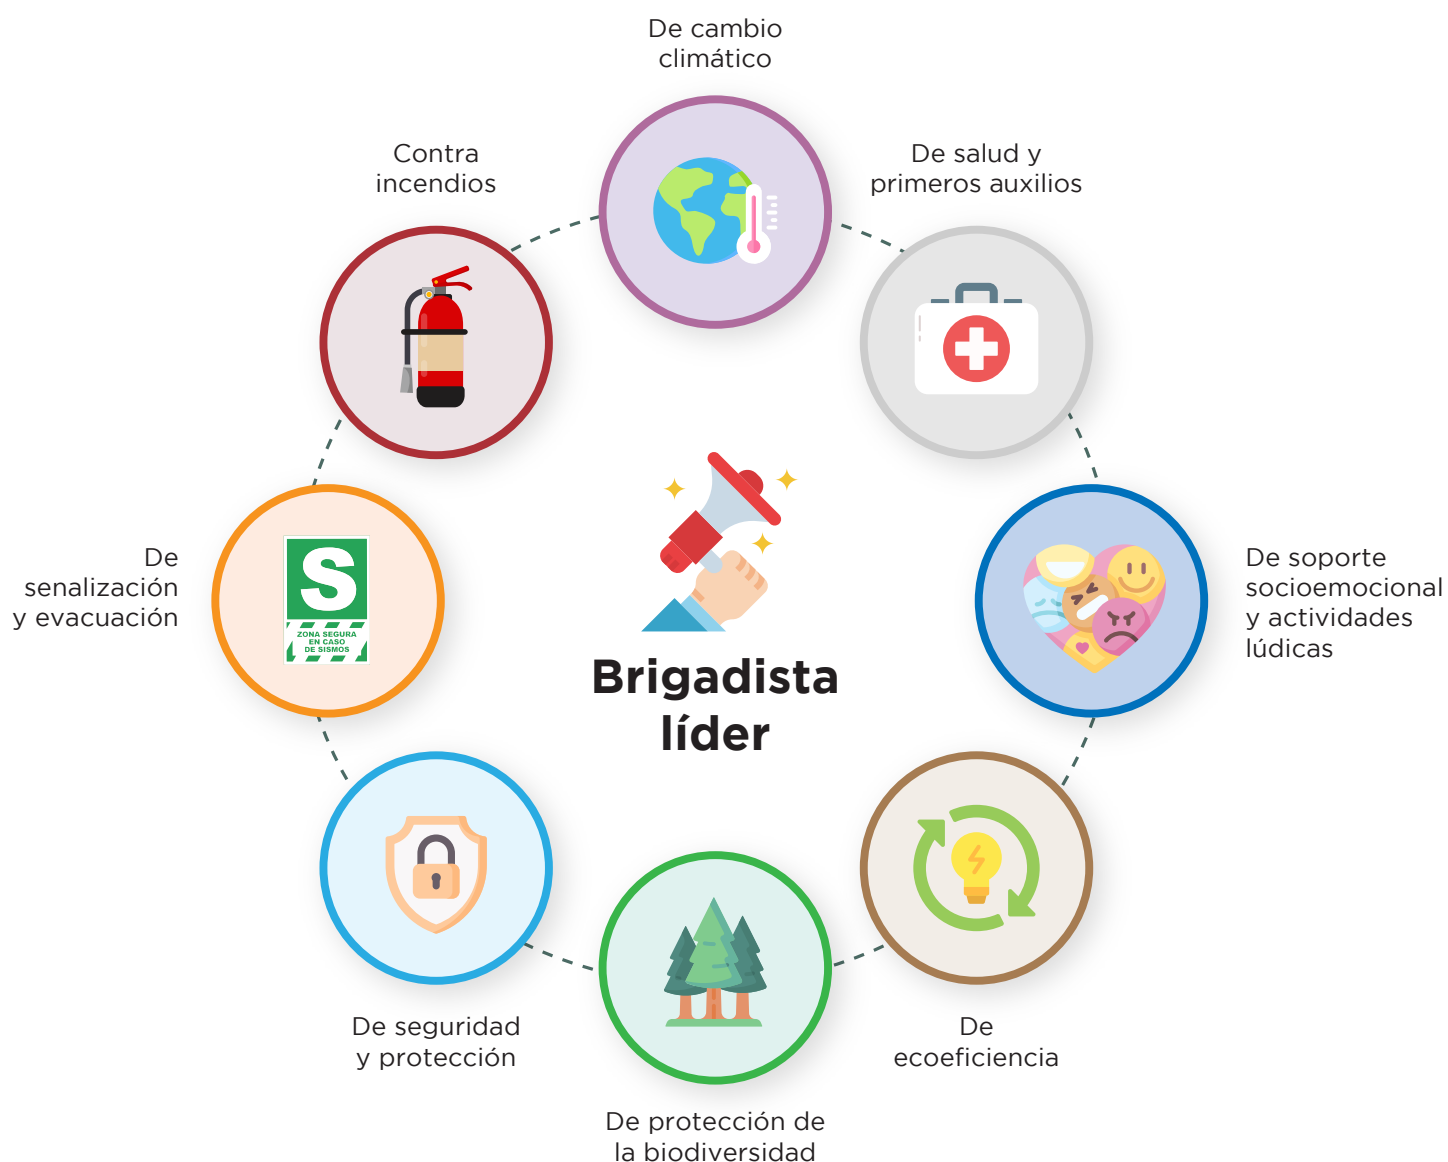 De cambio
climático
Contra
incendios
De salud y
primeros auxilios
De
senalización
y evacuación
S
ZONA SEGURA
EN CASO
DE SISMOS
De soporte
socioemocional
y actividades
lúdicas
Brigadista
líder
De seguridad
y protección
De
ecoeficiencia
De protección de
la biodiversidad